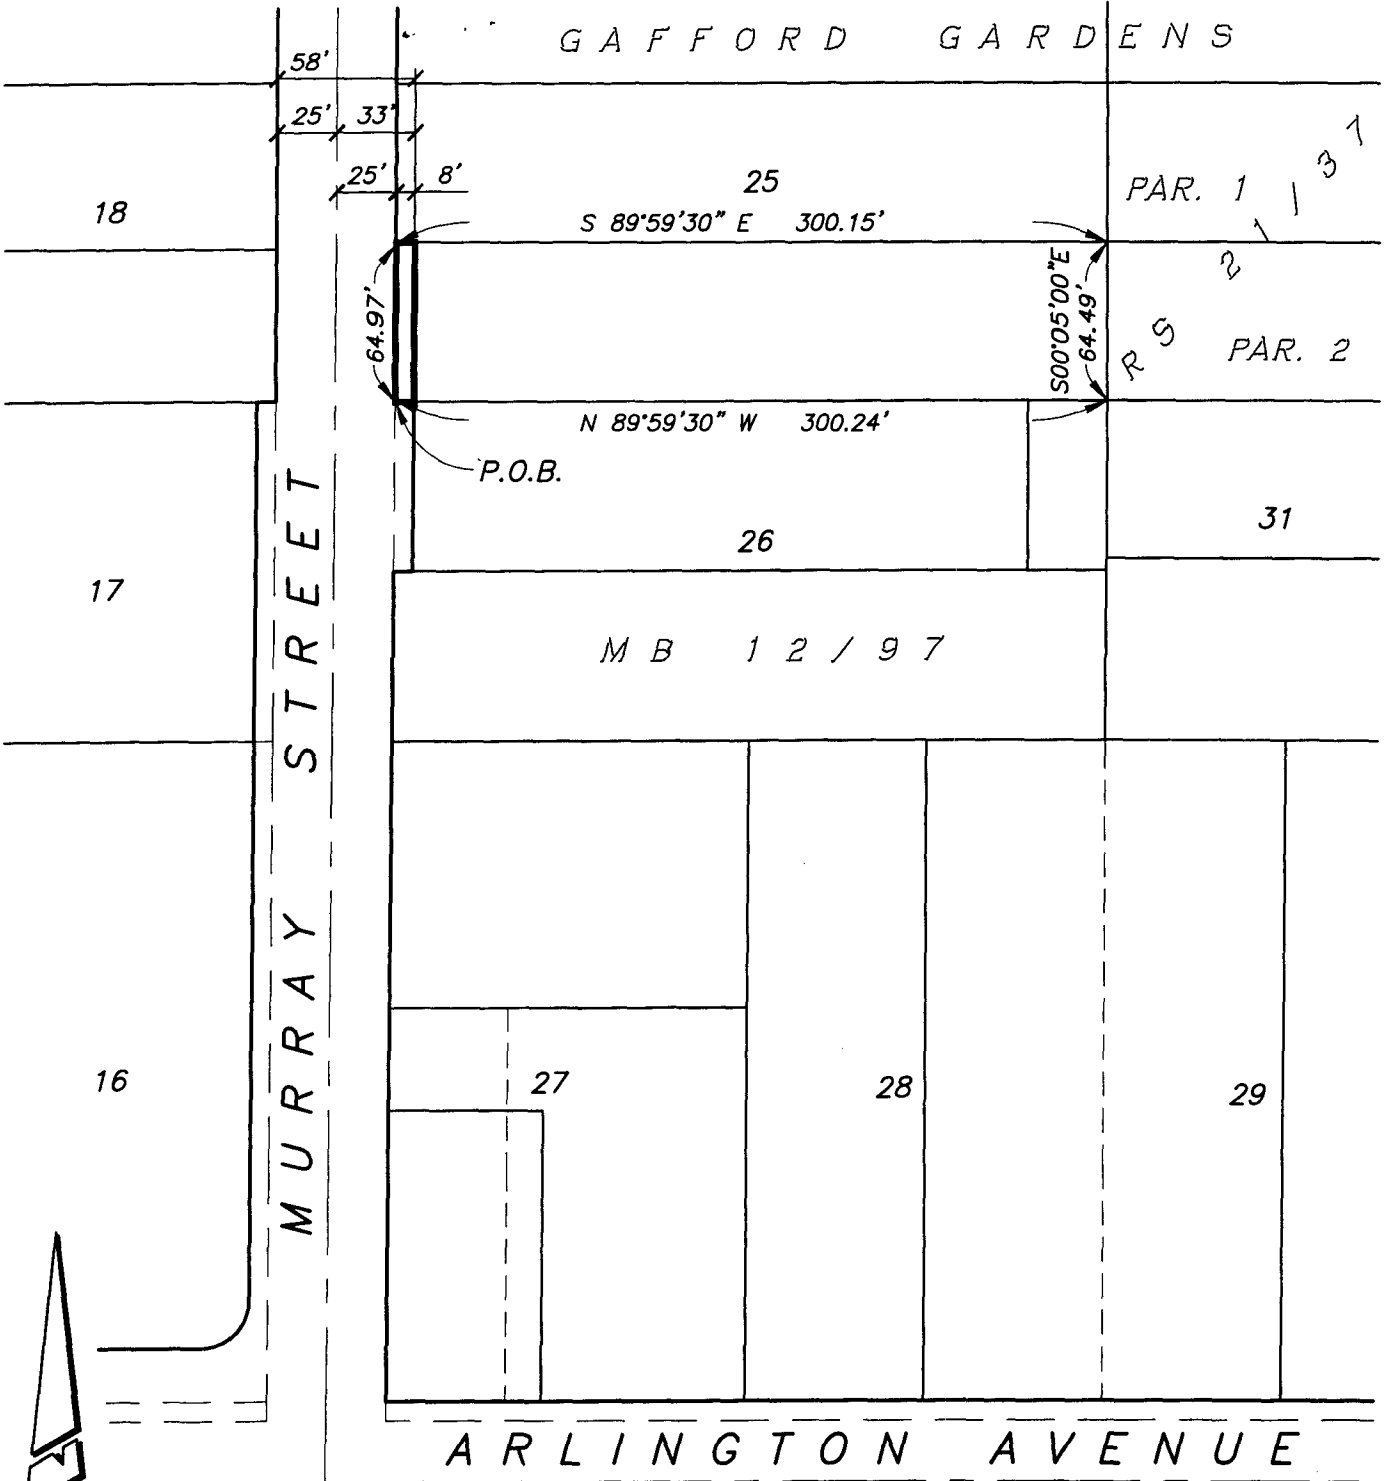 GAFFORD GARDENS
58'
25' 33'
25' 8'
18
25
PAR. 1
RS 21/37
S 89°59'30" E 300.15'
64.97'
S00°05'00"E
64.49'
PAR. 2
N 89°59'30" W 300.24'
P.O.B.
17
26
31
MB 12/97
MURRAY STREET
16
27
28
29
N
ARLINGTON AVENUE